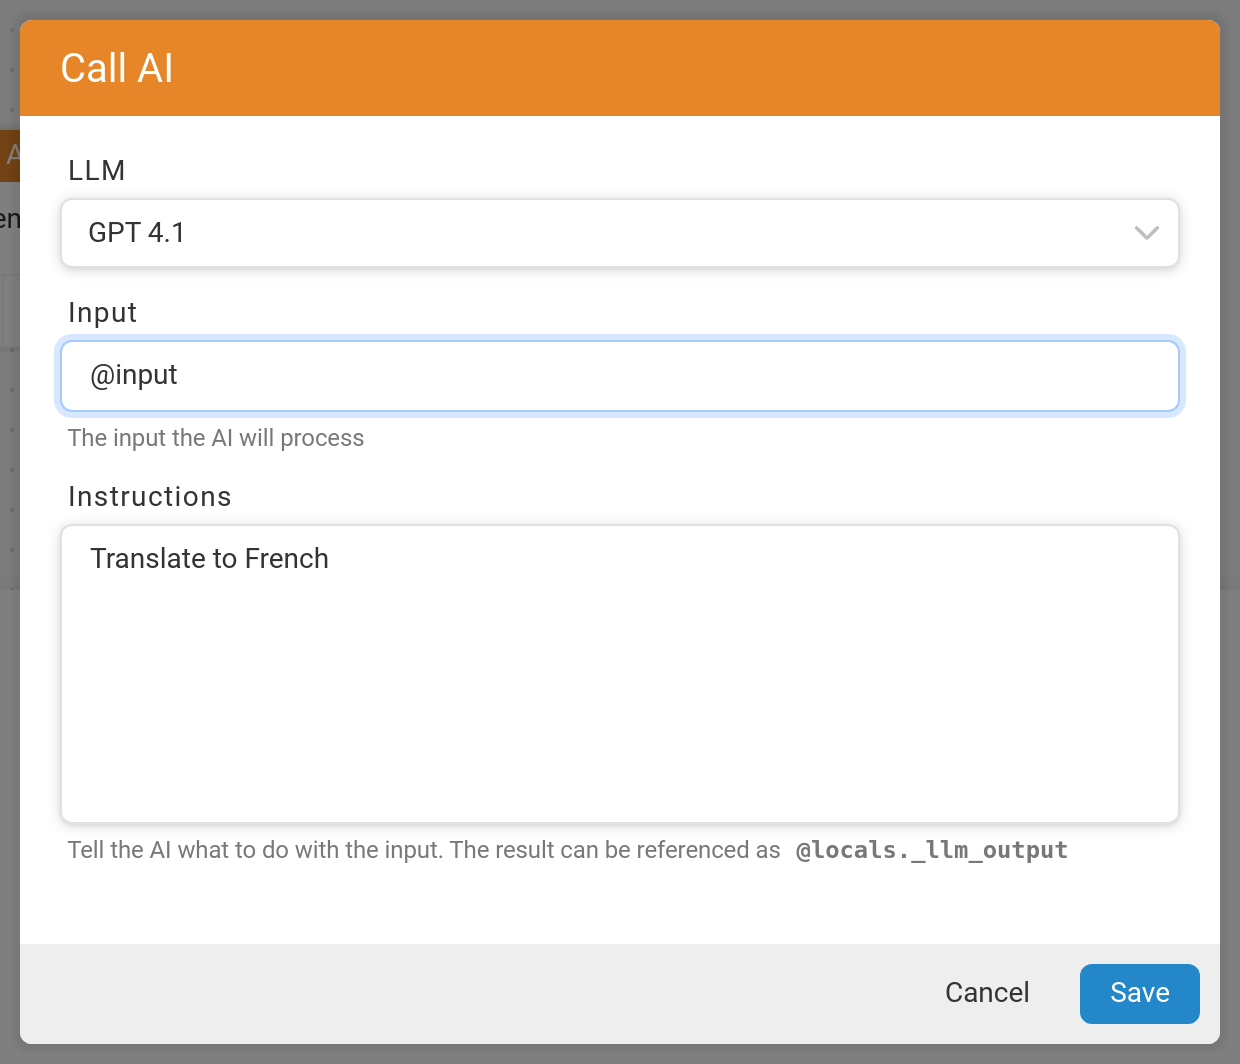 Call AI
LLM
GPT 4.1
Input
@input
The input the AI will process
Instructions
Translate to French
Tell the AI what to do with the input. The result can be referenced as @locals._llm_output
Cancel
Save